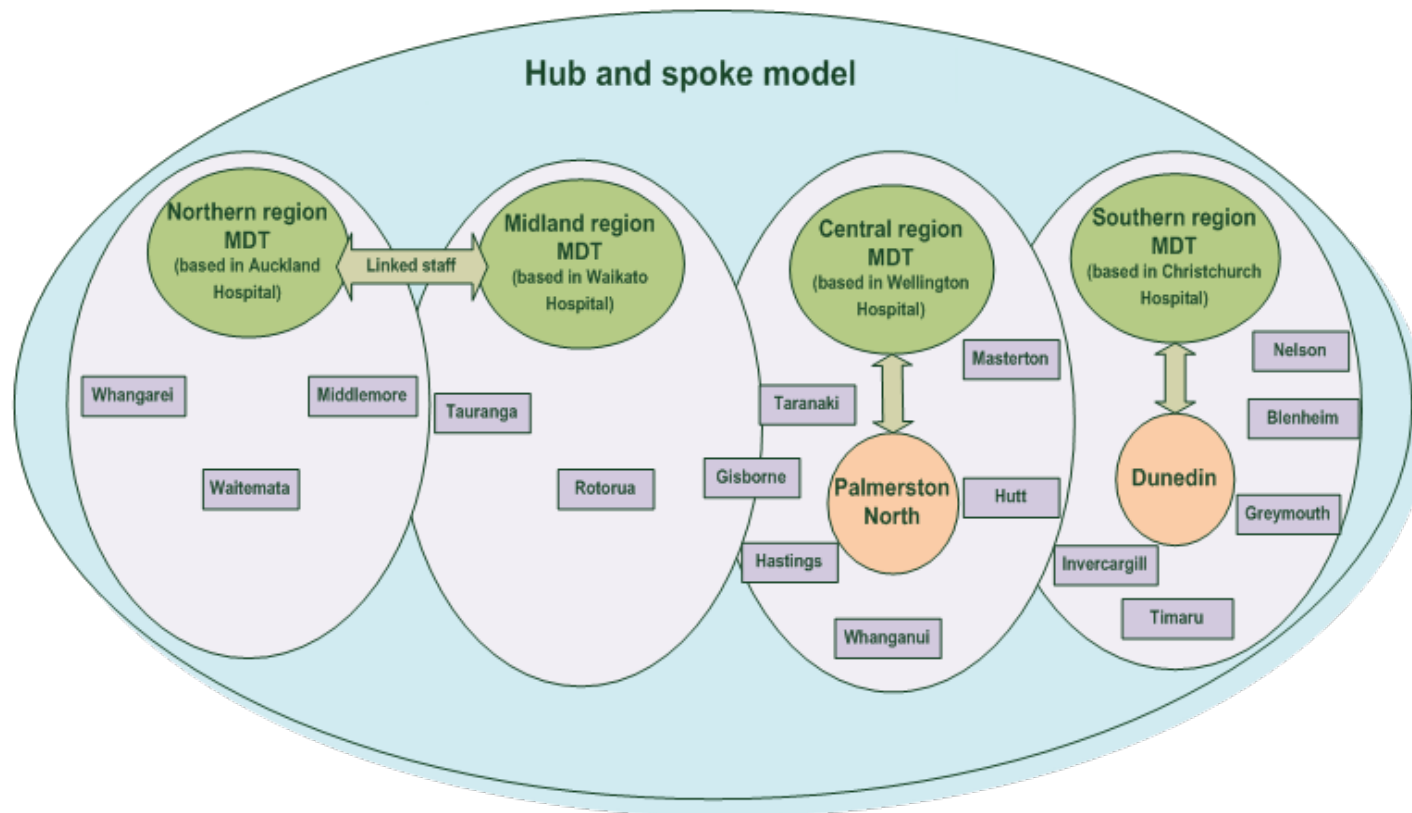 Hub and spoke model
Northern region
MDT
(based in Auckland
Hospital)
Linked staff
Midland region
MDT
(based in Waikato
Hospital)
Central region
MDT
(based in Wellington
Hospital)
Southern region
MDT
(based in Christchurch
Hospital)
Whangarei
Middlemore
Waitemata
Tauranga
Rotorua
Gisborne
Taranaki
Masterton
Palmerston
North
Hutt
Hastings
Whanganui
Nelson
Blenheim
Dunedin
Greymouth
Invercargill
Timaru